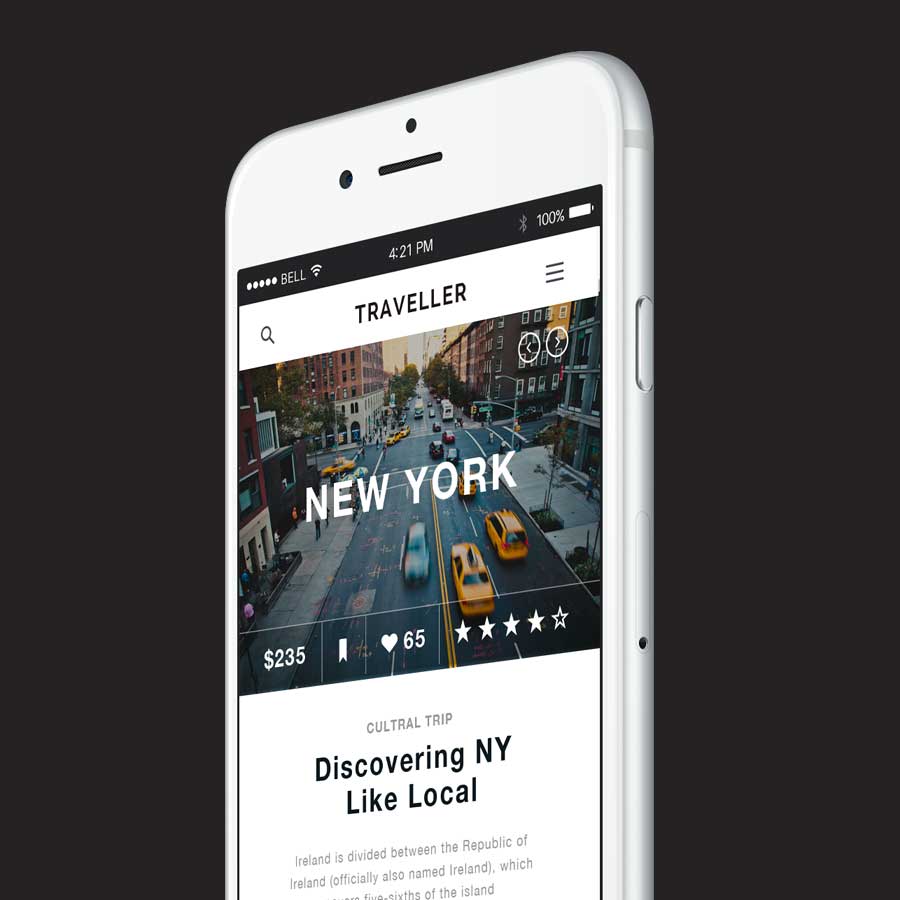 BELL
4:21 PM
100%
TRAVELLER
NEW YORK
$235
65
CULTRAL TRIP
Discovering NY
Like Local
Ireland is divided between the Republic of
Ireland (officially also named Ireland), which
five-sixths of the island